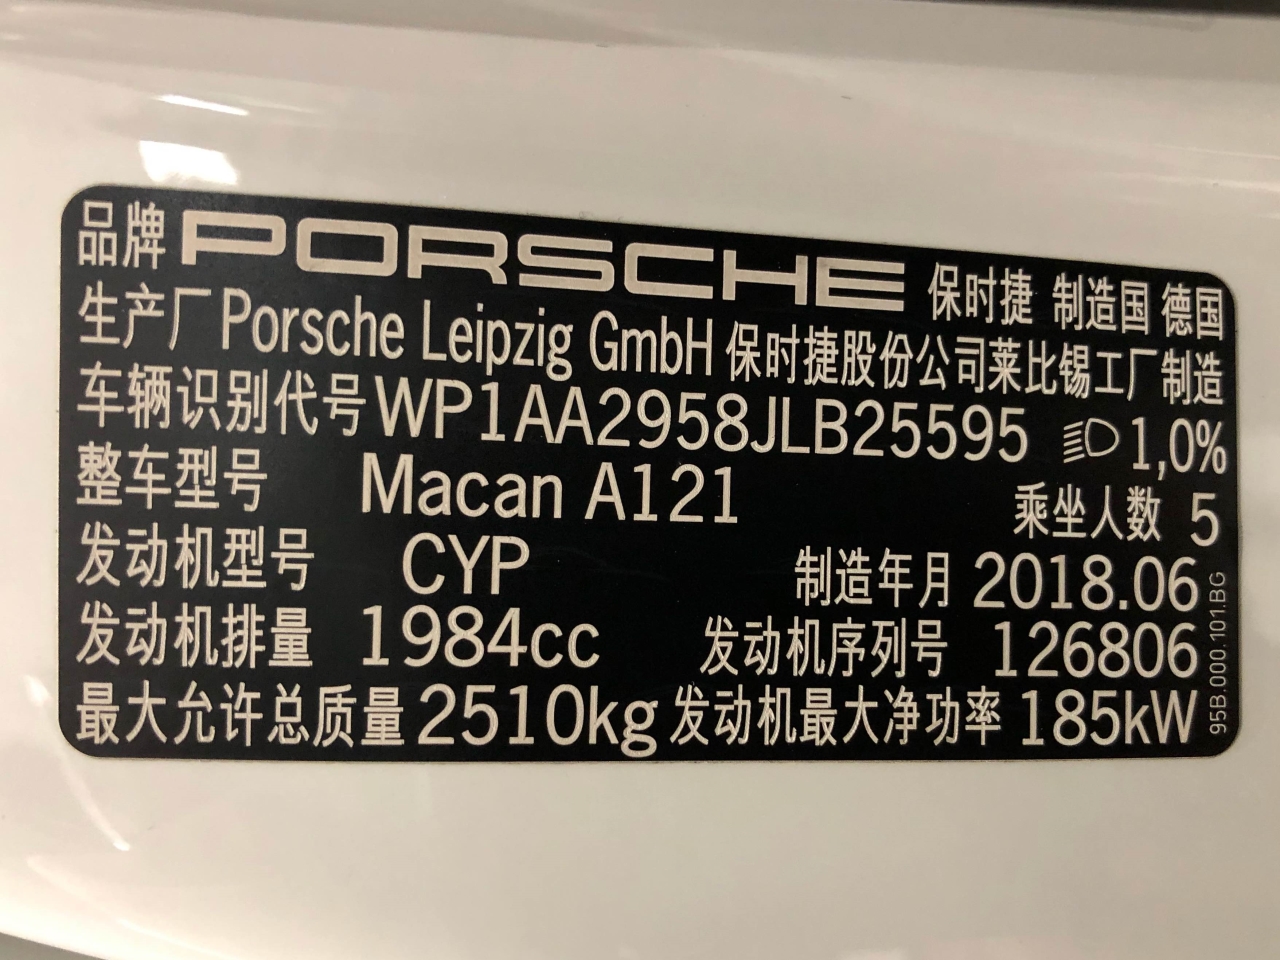 品牌 PORSCHE 保时捷 制造国 德国
生产厂 Porsche Leipzig GmbH 保时捷股份公司莱比锡工厂 制造
车辆识别代号 WP1AA2958JLB25595 1,0%
整车型号 Macan A121 乘坐人数 5
发动机型号 CYP 制造年月 2018.06
发动机排量 1984cc 发动机序列号 126806
最大允许总质量 2510kg 发动机最大净功率 185kW
95B.000.101.BG